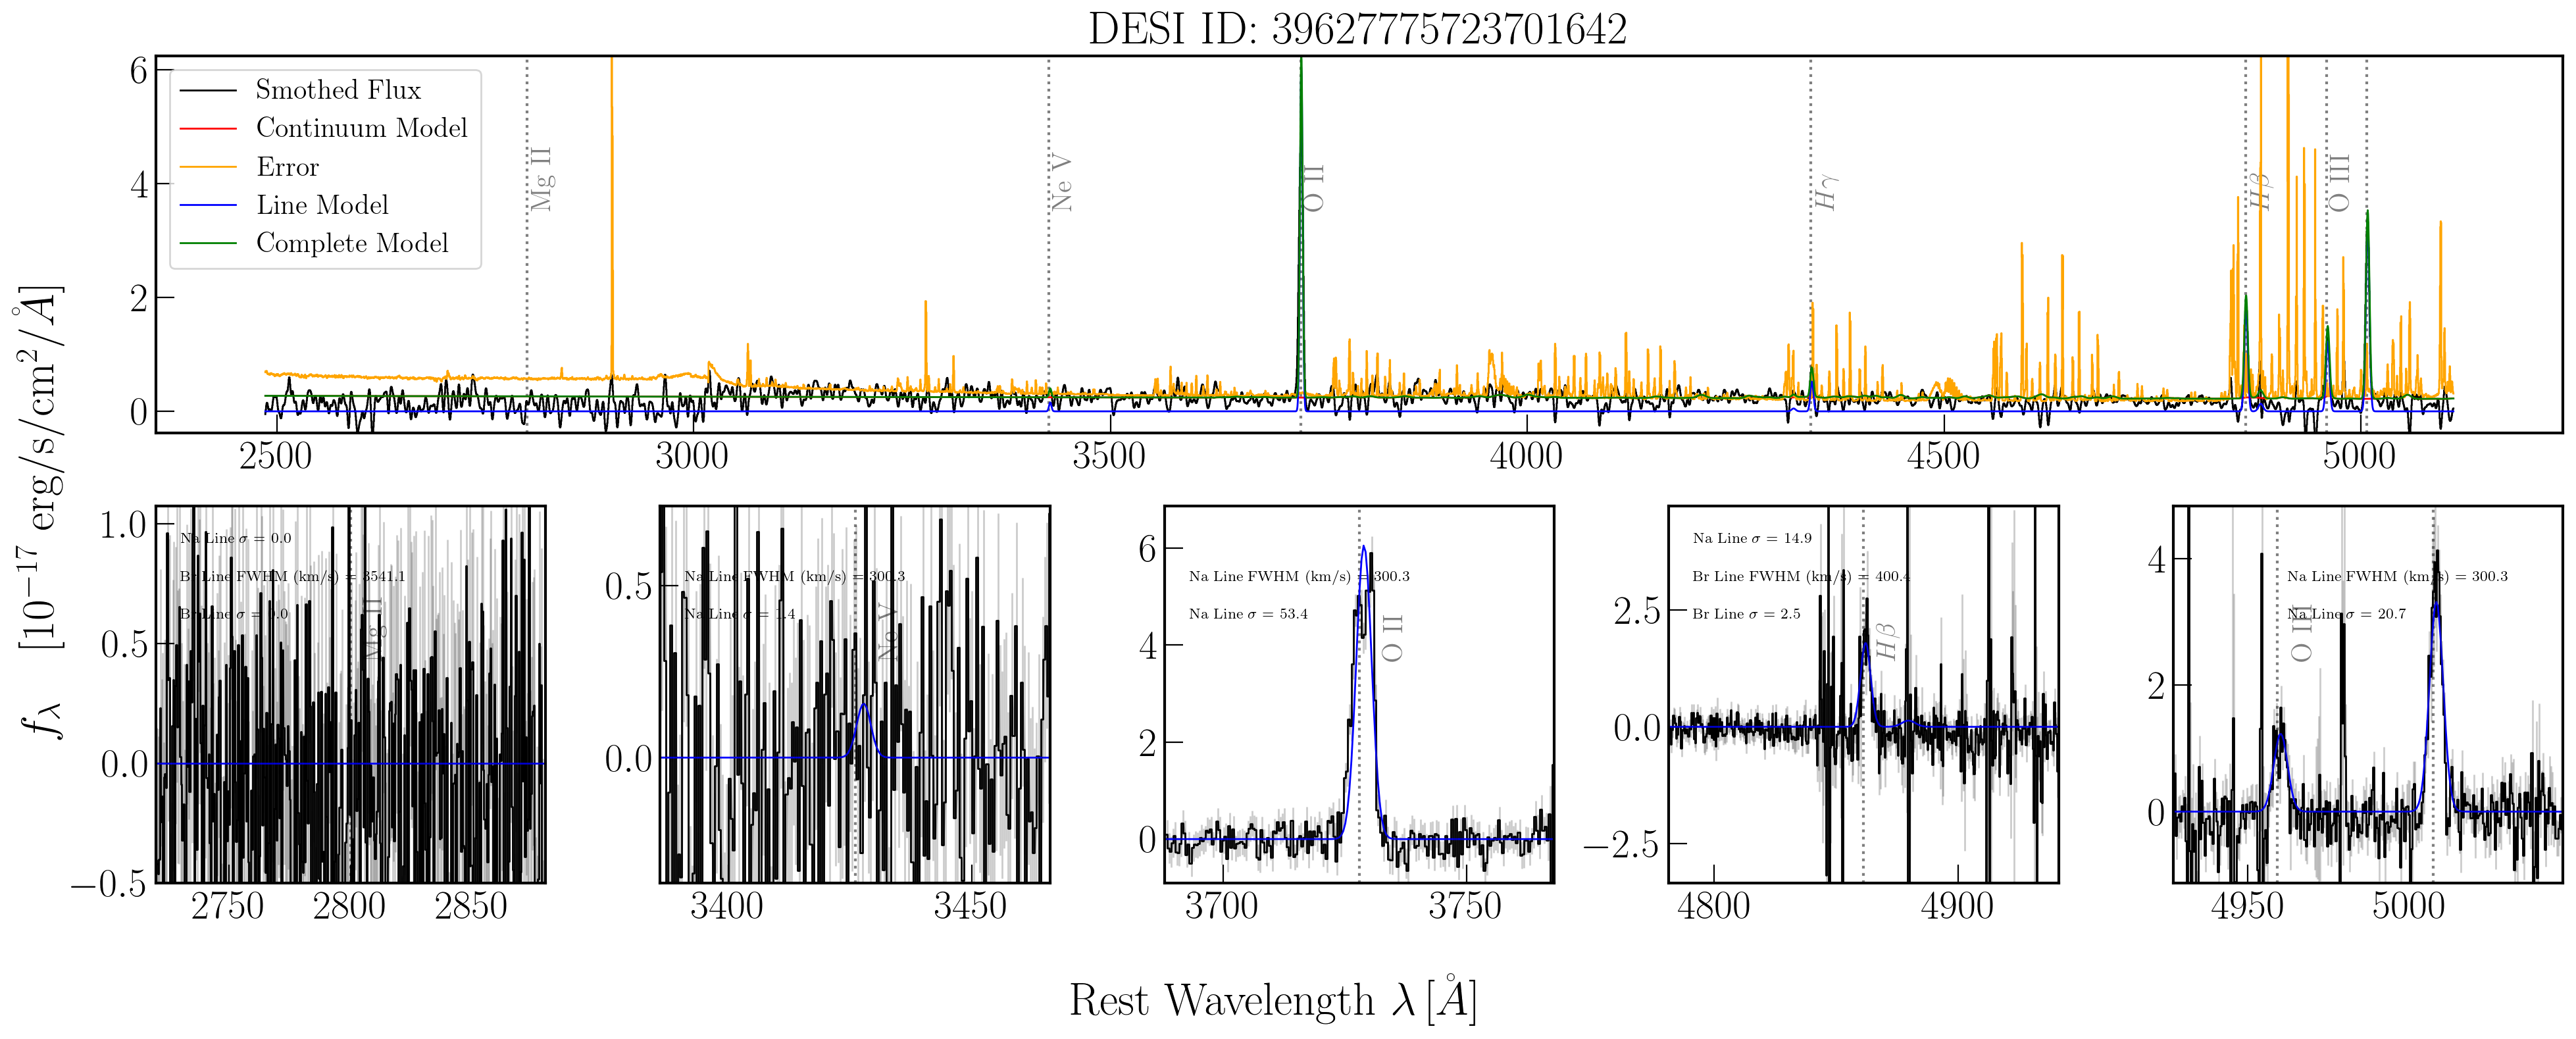 DESI ID: 39627775723701642
6
4
2
0
Smothed Flux
Continuum Model
Error
Line Model
Complete Model
Mg II
Ne V
O II
Hγ
Hβ
O III
2500
3000
3500
4000
4500
5000
f_λ [10^{-17} erg/s/cm^2/Å]
1.0
0.5
0.0
−0.5
Na Line σ = 0.0
Br Line FWHM (km/s) = 3541.1
Br Line σ = 0.0
Mg II
2750
2800
2850
0.5
0.0
Na Line FWHM (km/s) = 300.3
Na Line σ = 1.4
Ne V
3400
3450
6
4
2
0
Na Line FWHM (km/s) = 300.3
Na Line σ = 53.4
O II
3700
3750
2.5
0.0
−2.5
Na Line σ = 14.9
Br Line FWHM (km/s) = 400.4
Br Line σ = 2.5
Hβ
4800
4900
4
2
0
Na Line FWHM (km/s) = 300.3
Na Line σ = 20.7
O III
4950
5000
Rest Wavelength λ [Å]